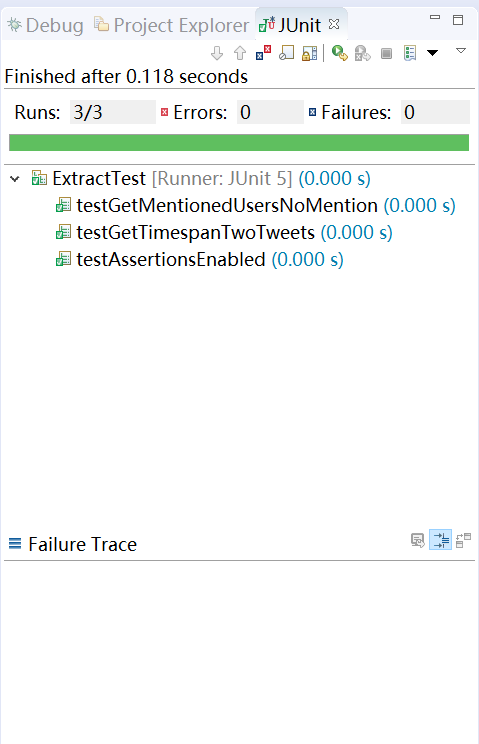 Debug Project Explorer JUnit
Finished after 0.118 seconds
Runs: 3/3 Errors: 0 Failures: 0
ExtractTest [Runner: JUnit 5] (0.000 s)
testGetMentionedUsersNoMention (0.000 s)
testGetTimespanTwoTweets (0.000 s)
testAssertionsEnabled (0.000 s)
Failure Trace